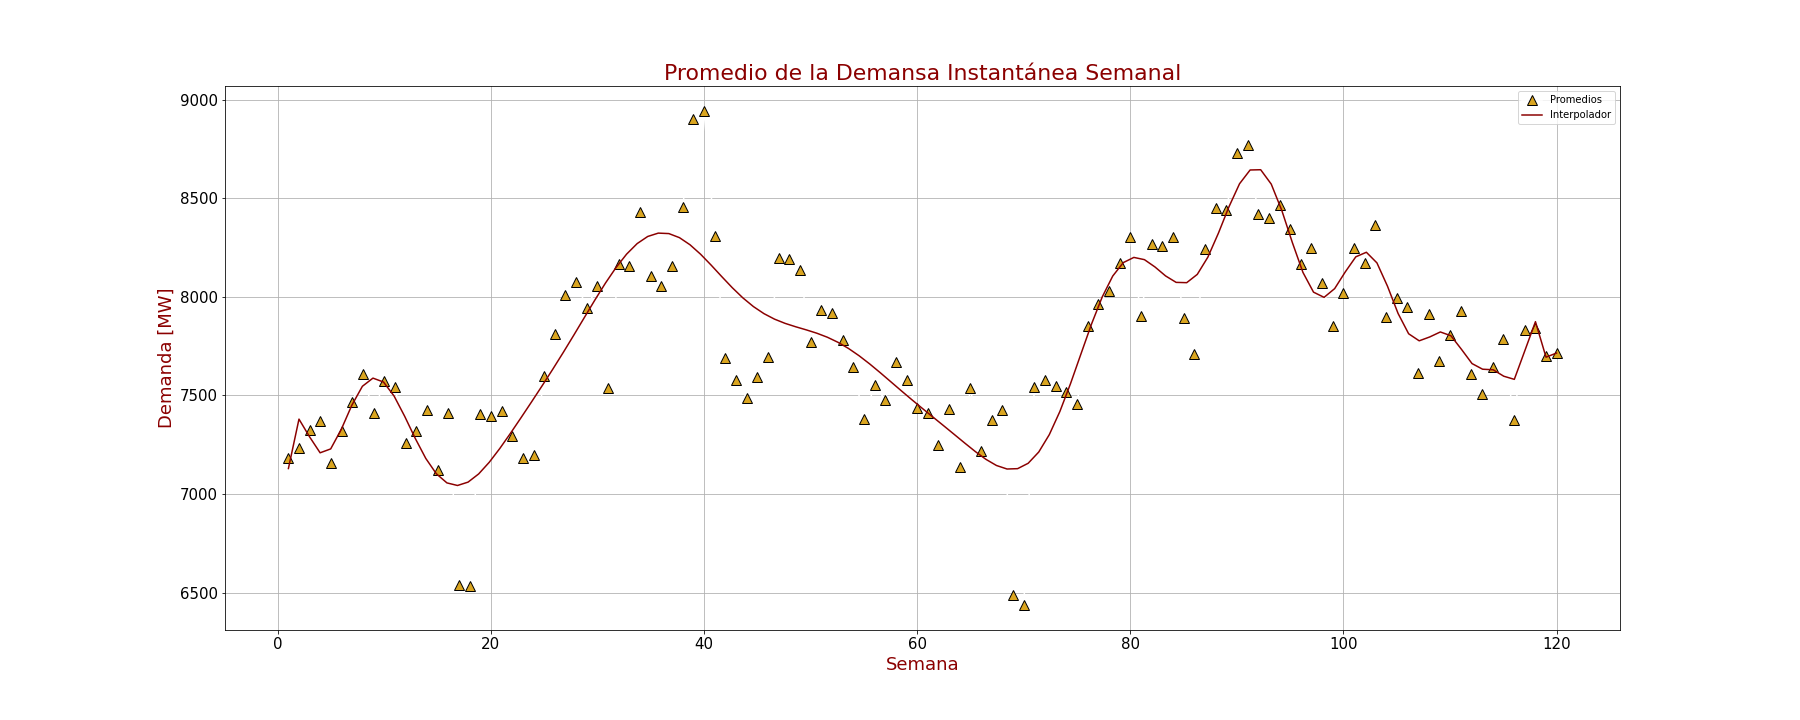 Promedio de la Demansa Instantánea Semanal
Promedios
Interpolador
Demanda [MW]
9000
8500
8000
7500
7000
6500
0 20 40 60 80 100 120
Semana